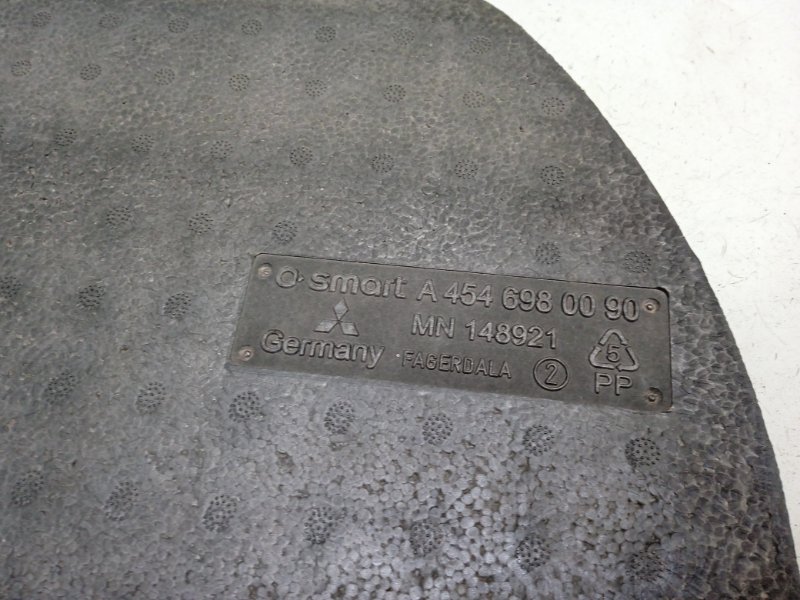 smart A 454 698 00 90
MN 148921
Germany FAGERDALA 2
5
PP